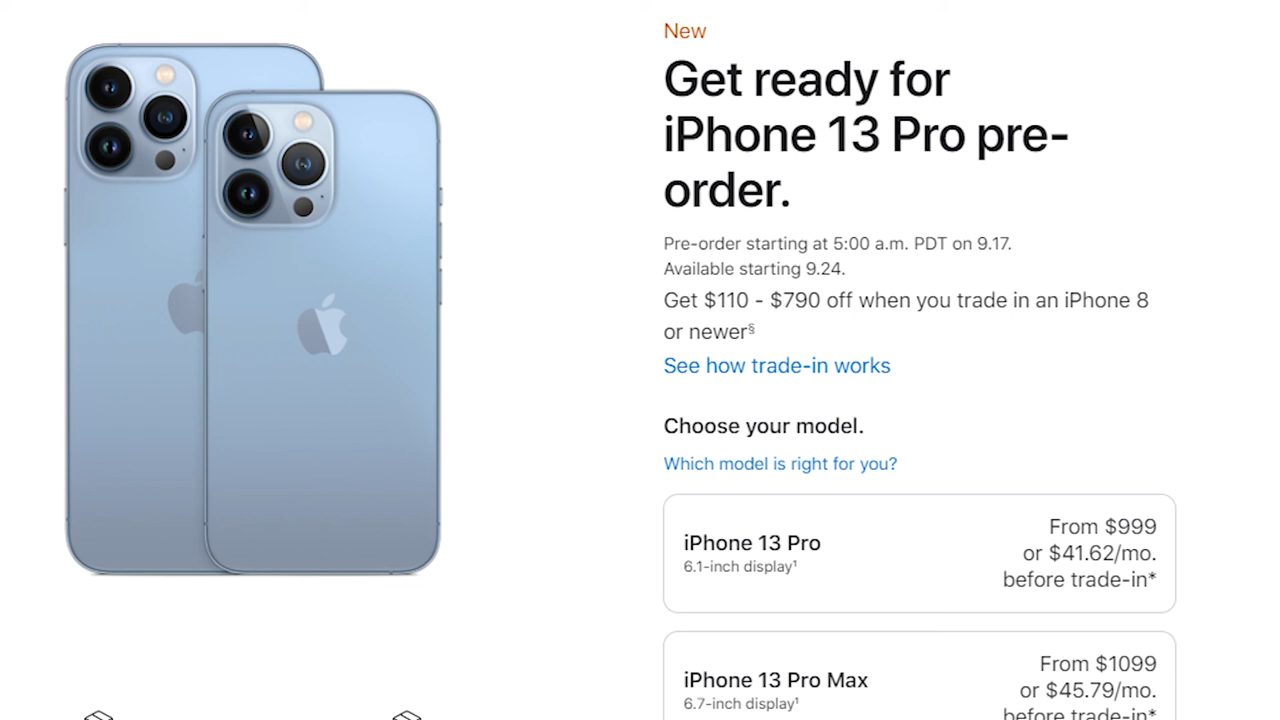 New
Get ready for
iPhone 13 Pro pre-
order.
Pre-order starting at 5:00 a.m. PDT on 9.17.
Available starting 9.24.
Get $110 - $790 off when you trade in an iPhone 8
or newer§
See how trade-in works
Choose your model.
Which model is right for you?
iPhone 13 Pro
6.1-inch display¹
From $999
or $41.62/mo.
before trade-in*
iPhone 13 Pro Max
6.7-inch display¹
From $1099
or $45.79/mo.
before trade-in*